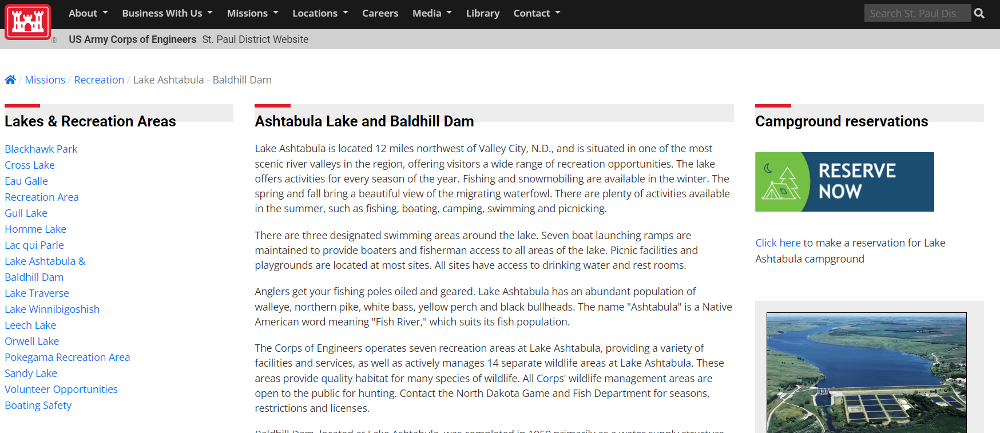 About
Business With Us
Missions
Locations
Careers
Media
Library
Contact
Search St. Paul Dis
®
US Army Corps of Engineers St. Paul District Website
/ Missions / Recreation / Lake Ashtabula - Baldhill Dam
Lakes & Recreation Areas
Blackhawk Park
Cross Lake
Eau Galle
Recreation Area
Gull Lake
Homme Lake
Lac qui Parle
Lake Ashtabula &
Baldhill Dam
Lake Traverse
Lake Winnibigoshish
Leech Lake
Orwell Lake
Pokegama Recreation Area
Sandy Lake
Volunteer Opportunities
Boating Safety
Ashtabula Lake and Baldhill Dam
Lake Ashtabula is located 12 miles northwest of Valley City, N.D., and is situated in one of the most
scenic river valleys in the region, offering visitors a wide range of recreation opportunities. The lake
offers activities for every season of the year. Fishing and snowmobiling are available in the winter. The
spring and fall bring a beautiful view of the migrating waterfowl. There are plenty of activities available
in the summer, such as fishing, boating, camping, swimming and picnicking.
There are three designated swimming areas around the lake. Seven boat launching ramps are
maintained to provide boaters and fisherman access to all areas of the lake. Picnic facilities and
playgrounds are located at most sites. All sites have access to drinking water and rest rooms.
Anglers get your fishing poles oiled and geared. Lake Ashtabula has an abundant population of
walleye, northern pike, white bass, yellow perch and black bullheads. The name "Ashtabula" is a Native
American word meaning "Fish River," which suits its fish population.
The Corps of Engineers operates seven recreation areas at Lake Ashtabula, providing a variety of
facilities and services, as well as actively manages 14 separate wildlife areas at Lake Ashtabula. These
areas provide quality habitat for many species of wildlife. All Corps' wildlife management areas are
open to the public for hunting. Contact the North Dakota Game and Fish Department for seasons,
restrictions and licenses.
Baldhill Dam, located at Lake Ashtabula, was completed in 1950 primarily as a water supply structure
Campground reservations
RESERVE
NOW
Click here to make a reservation for Lake
Ashtabula campground